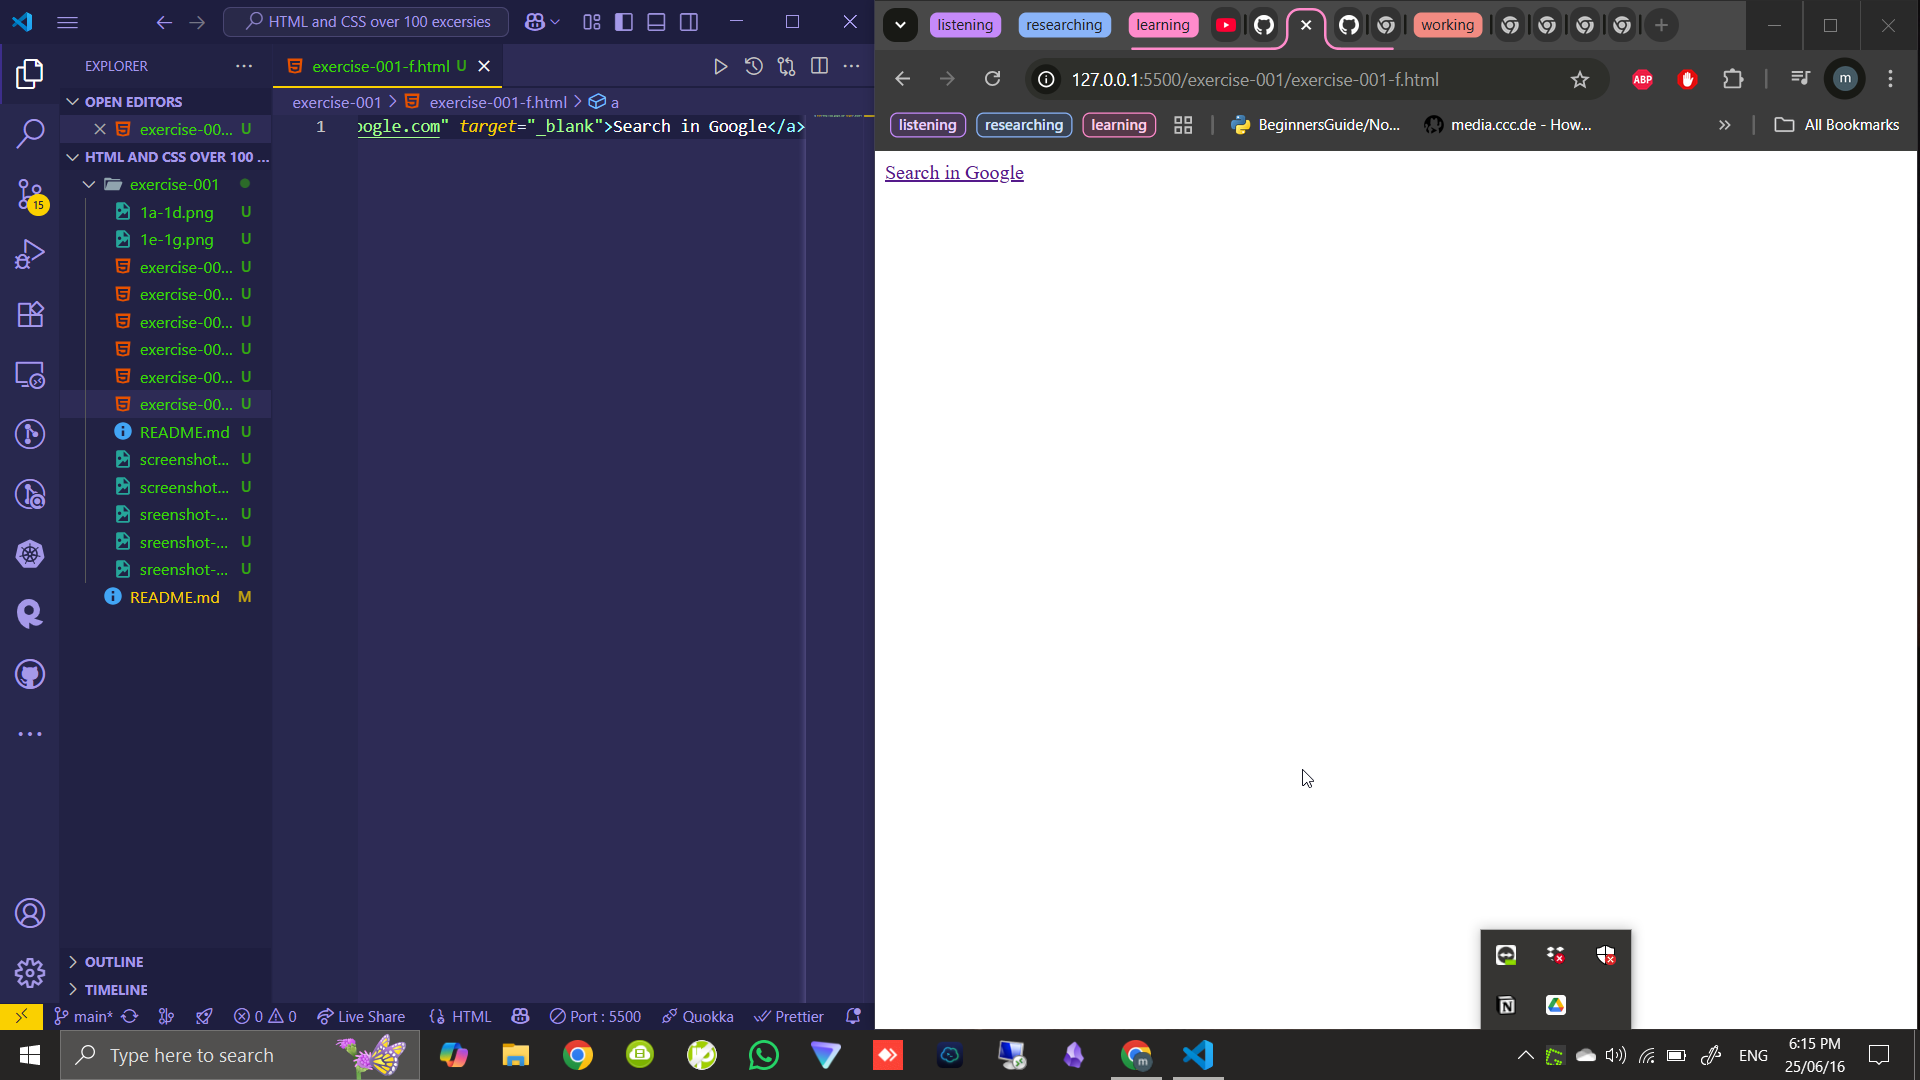 HTML and CSS over 100 excersies
EXPLORER
OPEN EDITORS
exercise-00... U
HTML AND CSS OVER 100 ...
exercise-001
1a-1d.png U
1e-1g.png U
exercise-00... U
exercise-00... U
exercise-00... U
exercise-00... U
exercise-00... U
exercise-00... U
README.md U
screenshot... U
screenshot... U
sreenshot-... U
sreenshot-... U
sreenshot-... U
README.md M
OUTLINE
TIMELINE
15
exercise-001-f.html U
exercise-001 > exercise-001-f.html > a
1 oogle.com" target="_blank">Search in Google</a>
main* 0 0 Live Share HTML Port : 5500 Quokka Prettier
listening researching learning working
127.0.0.1:5500/exercise-001/exercise-001-f.html
ABP
m
listening researching learning BeginnersGuide/No... media.ccc.de - How... » All Bookmarks
Search in Google
Type here to search
ENG
6:15 PM
25/06/16